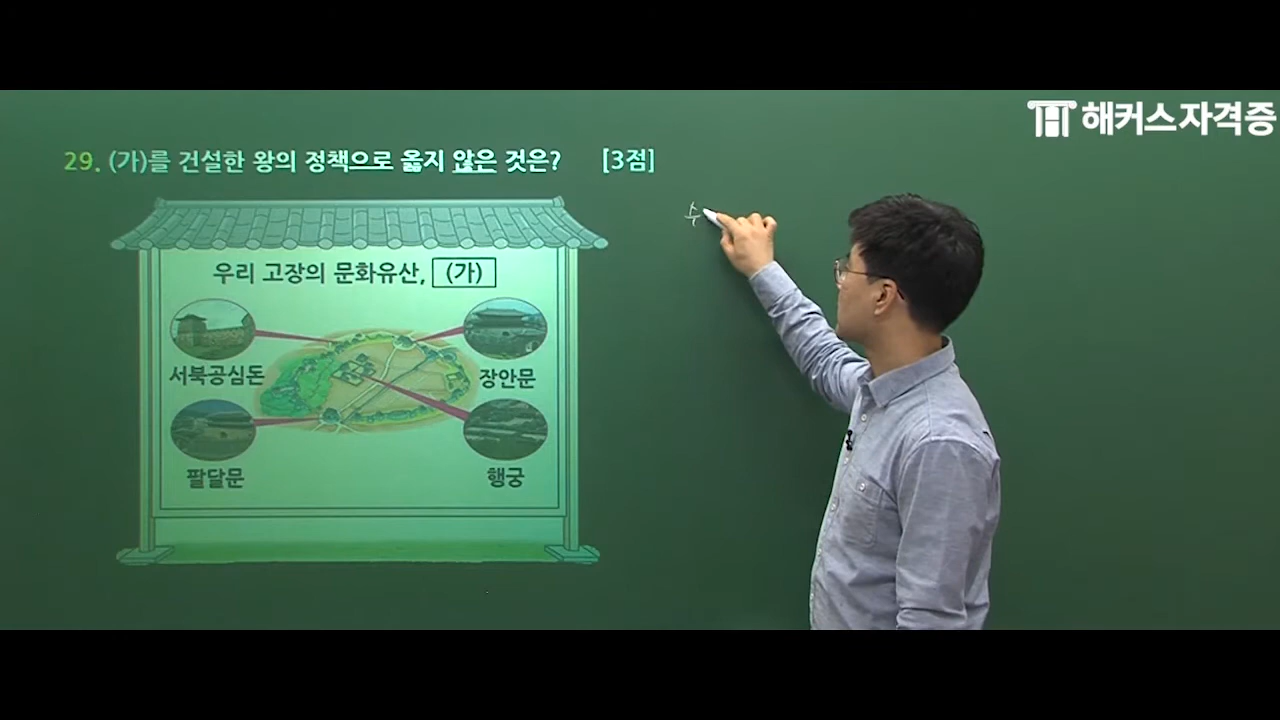 해커스자격증
29. (가)를 건설한 왕의 정책으로 옳지 않은 것은? [3점]
수
우리 고장의 문화유산, (가)
서북공심돈
장안문
팔달문
행궁